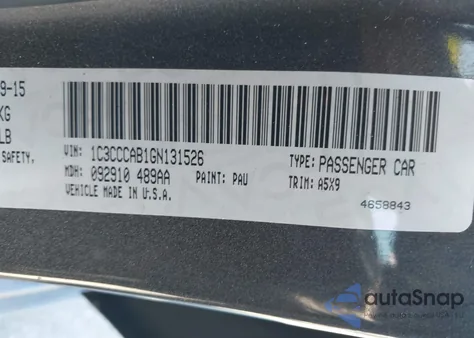 9-15
KG
LB
SAFETY.
VIN: 1C3CCCAB1GN131526
TYPE: PASSENGER CAR
MDH: 092910 489AA
PAINT: PAU
TRIM: A5X9
VEHICLE MADE IN U.S.A.
4658843
autaSnap